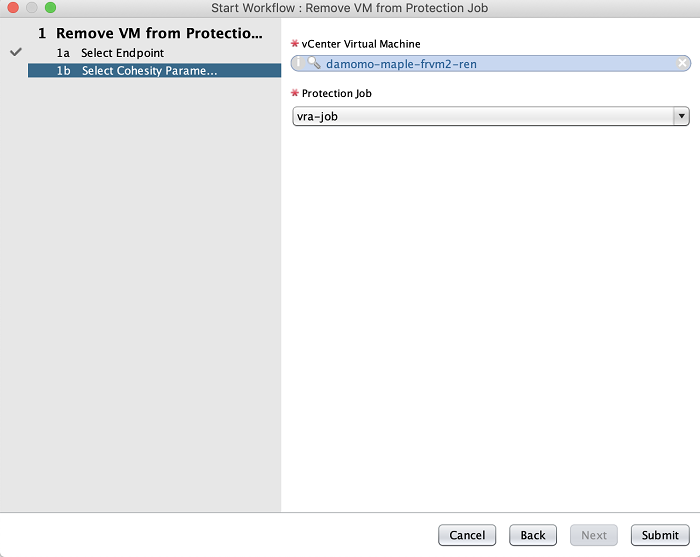 Start Workflow : Remove VM from Protection Job
1 Remove VM from Protectio...
1a Select Endpoint
1b Select Cohesity Parame...
* vCenter Virtual Machine
damomo-maple-frvm2-ren
* Protection Job
vra-job
Cancel Back Next Submit